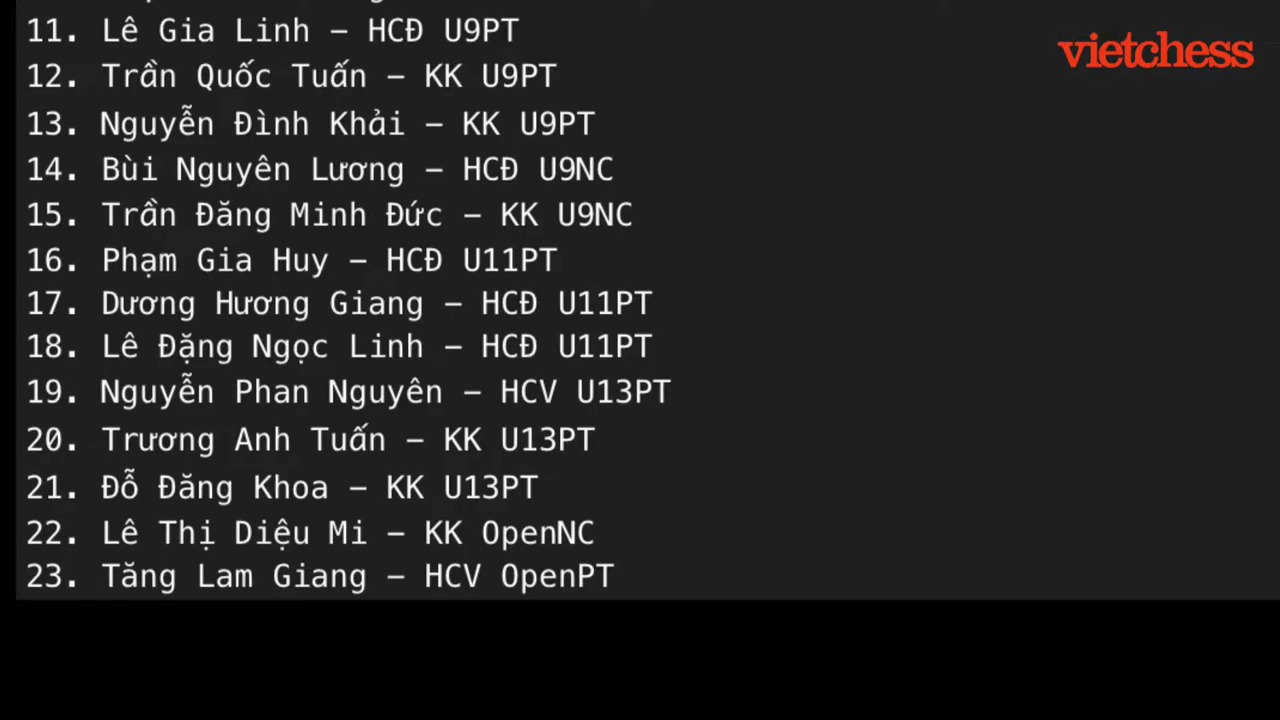 11. Lê Gia Linh – HCĐ U9PT
vietchess
12. Trần Quốc Tuấn – KK U9PT
13. Nguyễn Đình Khải – KK U9PT
14. Bùi Nguyên Lương – HCĐ U9NC
15. Trần Đăng Minh Đức – KK U9NC
16. Phạm Gia Huy – HCĐ U11PT
17. Dương Hương Giang – HCĐ U11PT
18. Lê Đặng Ngọc Linh – HCĐ U11PT
19. Nguyễn Phan Nguyên – HCV U13PT
20. Trương Anh Tuấn – KK U13PT
21. Đỗ Đăng Khoa – KK U13PT
22. Lê Thị Diệu Mi – KK OpenNC
23. Tăng Lam Giang – HCV OpenPT